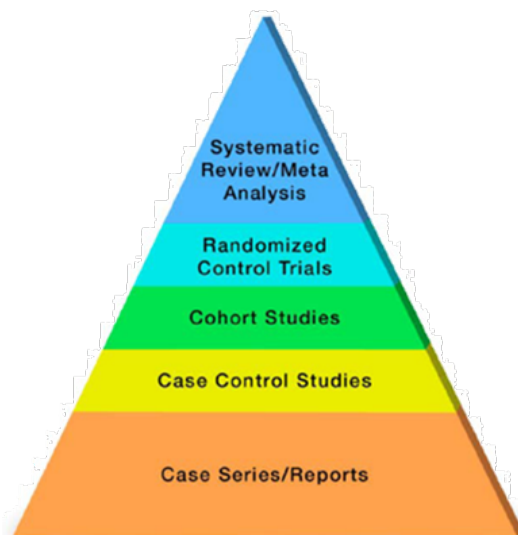 Systematic
Review/Meta
Analysis
Randomized
Control Trials
Cohort Studies
Case Control Studies
Case Series/Reports